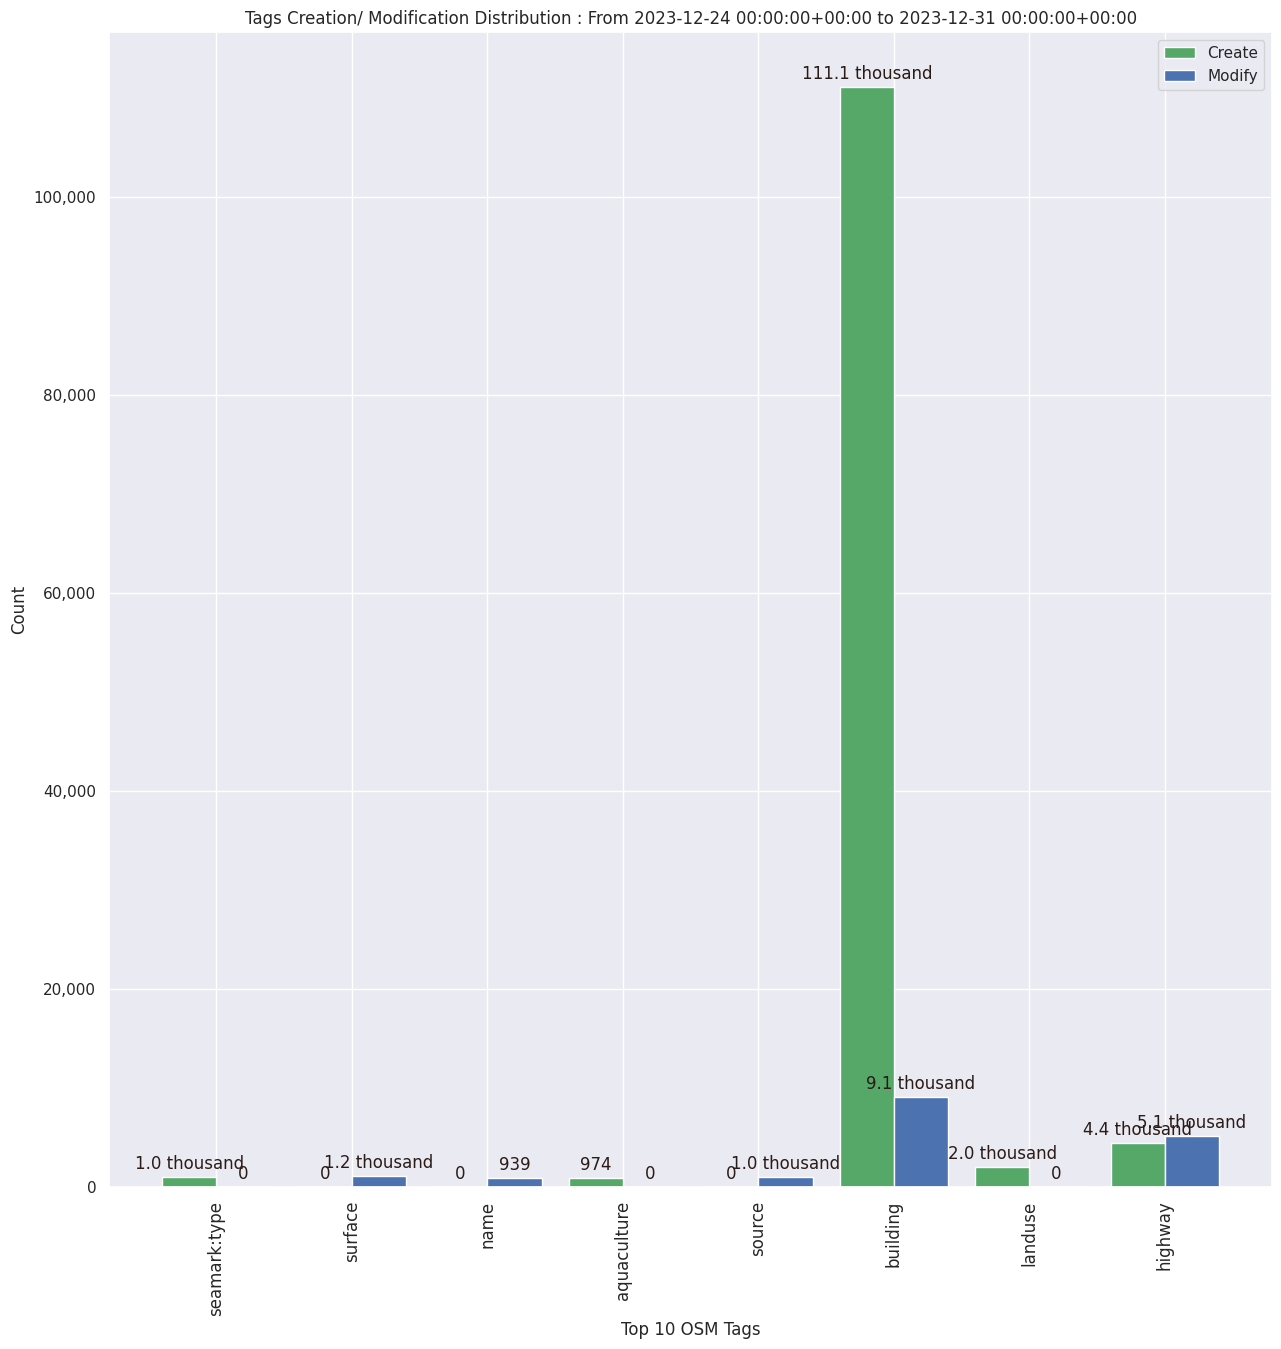 Tags Creation/ Modification Distribution : From 2023-12-24 00:00:00+00:00 to 2023-12-31 00:00:00+00:00
Create
Modify
111.1 thousand
100,000
80,000
60,000
Count
40,000
20,000
9.1 thousand
5.1 thousand
4.4 thousand
2.0 thousand
1.0 thousand
0
0
1.2 thousand
0
939
974
0
0
1.0 thousand
0
0
seamark:type
surface
name
aquaculture
source
building
landuse
highway
Top 10 OSM Tags